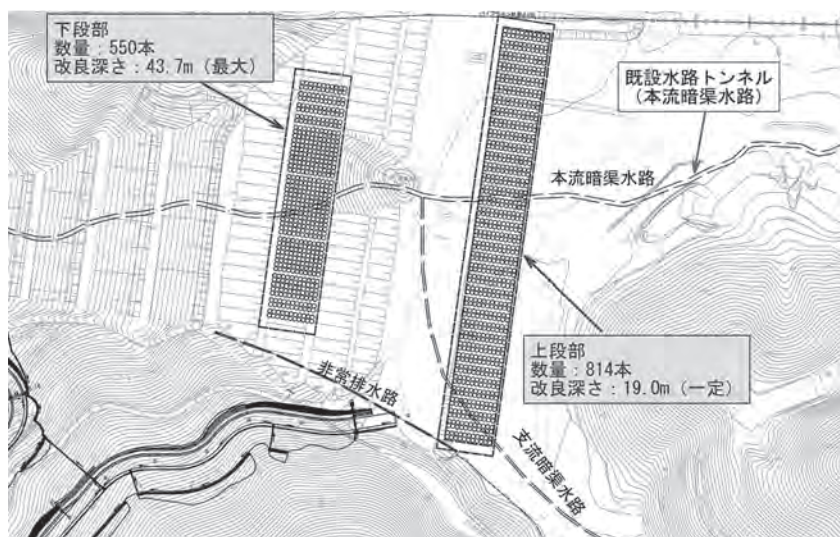 下段部
数量：550本
改良深さ：43.7m（最大）
既設水路トンネル
（本流暗渠水路）
本流暗渠水路
上段部
数量：814本
改良深さ：19.0m（一定）
非常排水路
支流暗渠水路